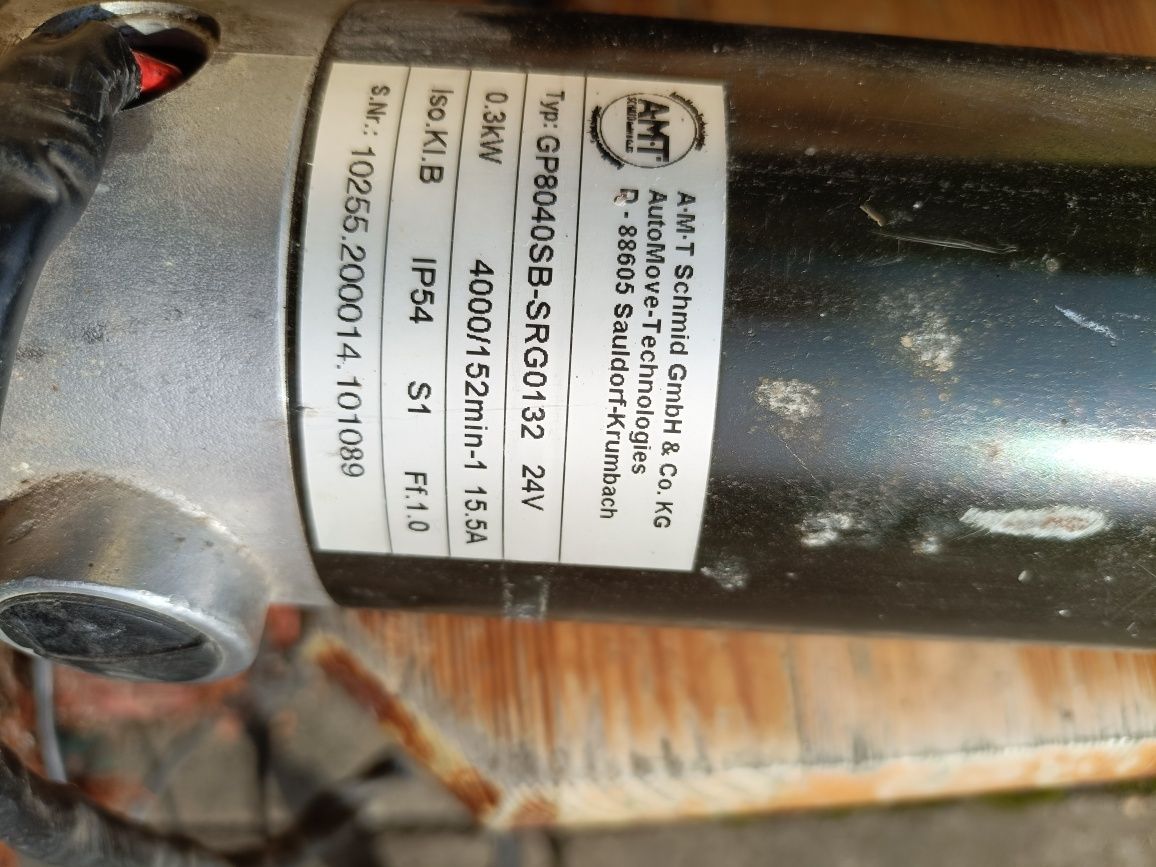 A·M·T
A·M·T Schmid GmbH & Co. KG
AutoMove-Technologies
D - 88605 Sauldorf-Krumbach
Typ: GP8040SB-SRG0132 24V
0.3kW 4000/152min-1 15.5A
Iso.Kl.B IP54 S1 Ff.1.0
S.Nr.: 10255.200014.101089